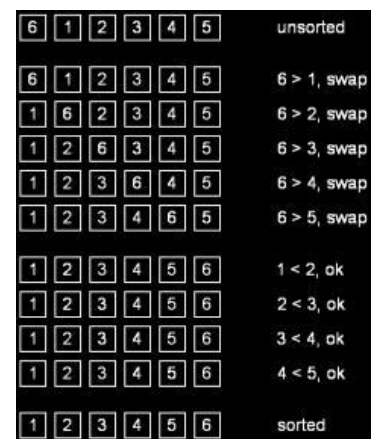 6 1 2 3 4 5 unsorted
6 1 2 3 4 5 6 > 1, swap
1 6 2 3 4 5 6 > 2, swap
1 2 6 3 4 5 6 > 3, swap
1 2 3 6 4 5 6 > 4, swap
1 2 3 4 6 5 6 > 5, swap
1 2 3 4 5 6 1 < 2, ok
1 2 3 4 5 6 2 < 3, ok
1 2 3 4 5 6 3 < 4, ok
1 2 3 4 5 6 4 < 5, ok
1 2 3 4 5 6 sorted